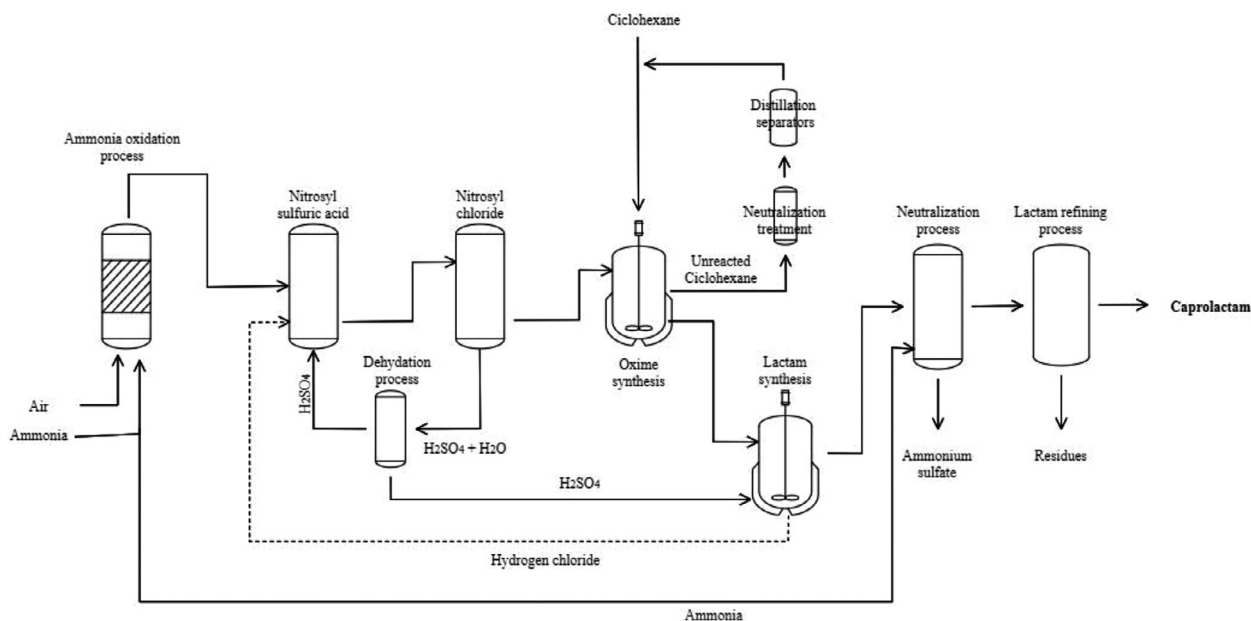 Ciclohexane
Distillation
separators
Ammonia oxidation
process
Nitrosyl
sulfuric acid
Nitrosyl
chloride
Neutralization
treatment
Neutralization
process
Lactam refining
process
Unreacted
Ciclohexane
Caprolactam
Dehydation
process
Oxime
synthesis
Lactam
synthesis
H2SO4
Air
Ammonia
H2SO4 + H2O
Ammonium
sulfate
Residues
H2SO4
Hydrogen chloride
Ammonia